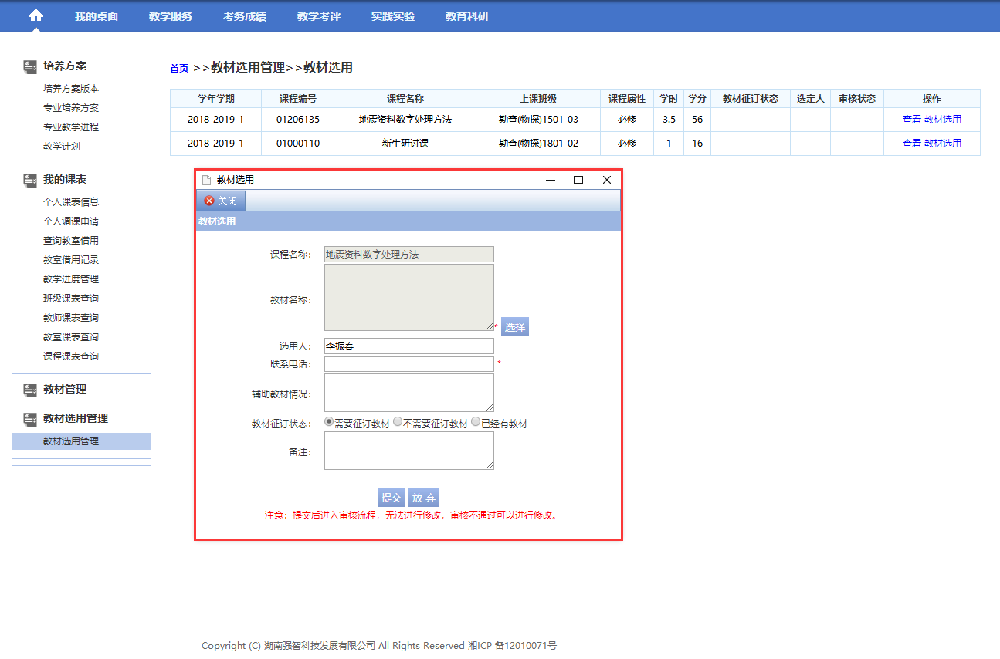 我的桌面 教学服务 考务成绩 教学考评 实践实验 教育科研
培养方案
培养方案版本
专业培养方案
专业教学进程
教学计划
我的课表
个人课表信息
个人调课申请
查询教室借用
教室借用记录
教学进度管理
班级课表查询
教师课表查询
教室课表查询
课程课表查询
教材管理
教材选用管理
教材选用管理
首页 >>教材选用管理>>教材选用
学年学期 课程编号 课程名称 上课班级 课程属性 学时 学分 教材征订状态 选定人 审核状态 操作
2018-2019-1 01206135 地震资料数字处理方法 勘查(物探)1501-03 必修 3.5 56 查看 教材选用
2018-2019-1 01000110 新生研讨课 勘查(物探)1801-02 必修 1 16 查看 教材选用
教材选用
关闭
教材选用
课程名称: 地震资料数字处理方法
教材名称: * 选择
选用人: 李振春
联系电话: *
辅助教材情况:
教材征订状态: 需要征订教材 不需要征订教材 已经有教材
备注:
提交 放 弃
注意：提交后进入审核流程，无法进行修改，审核不通过可以进行修改。
Copyright (C) 湖南强智科技发展有限公司 All Rights Reserved 湘ICP 备12010071号